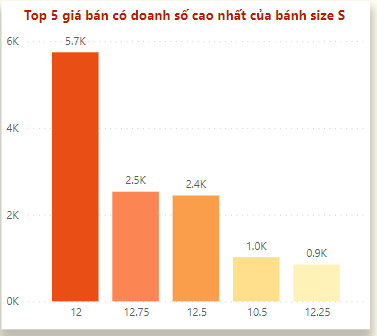 Top 5 giá bán có doanh số cao nhất của bánh size S
6K
5.7K
4K
2.5K
2.4K
2K
1.0K
0.9K
0K
12 12.75 12.5 10.5 12.25